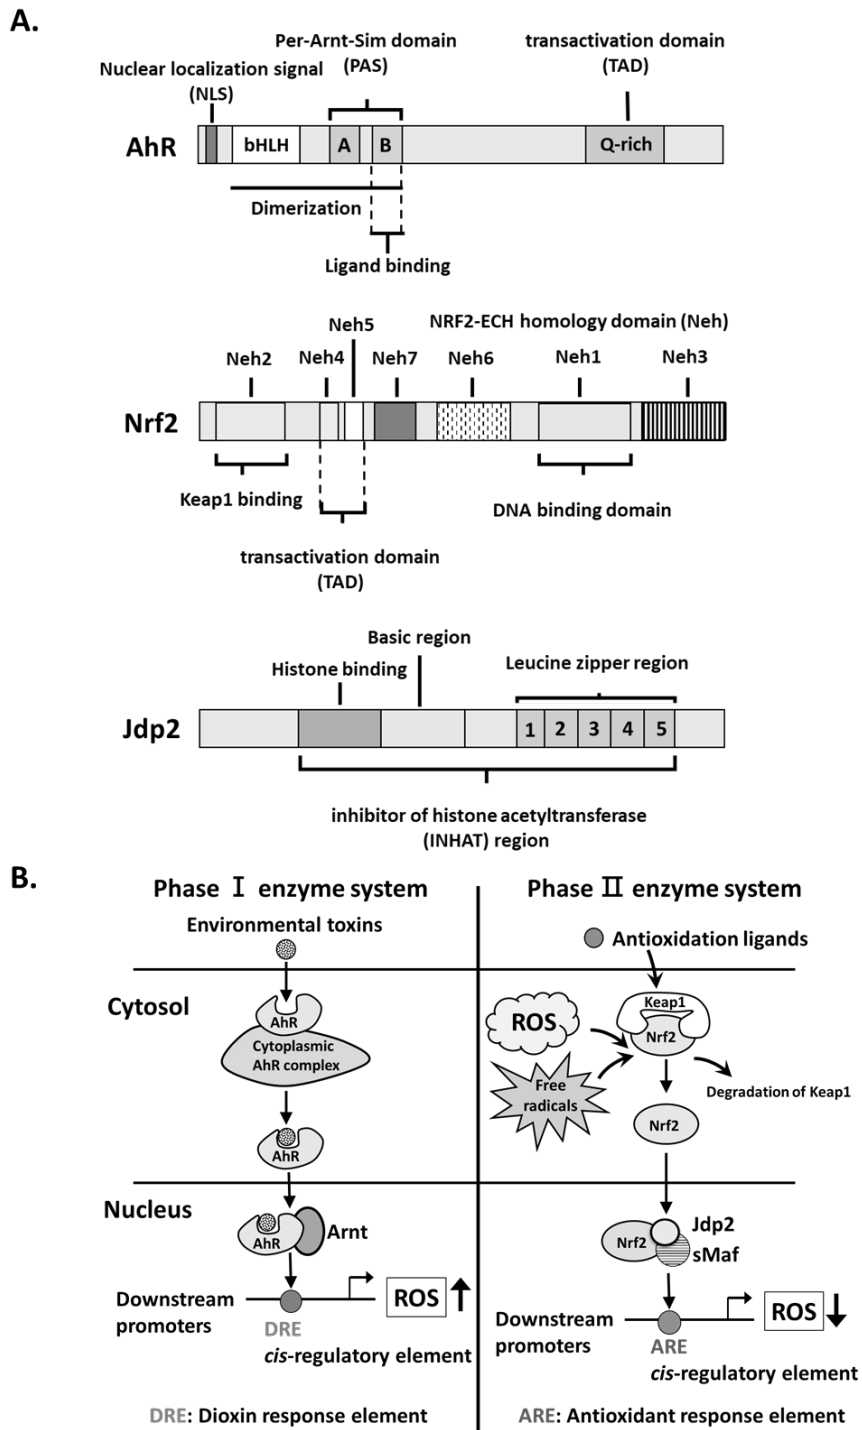 A.
Per-Arnt-Sim domain
(PAS)
transactivation domain
(TAD)
Nuclear localization signal
(NLS)
AhR
bHLH
A
B
Q-rich
Dimerization
Ligand binding
NRF2-ECH homology domain (Neh)
Neh5
Neh2
Neh4
Neh7
Neh6
Neh1
Neh3
Nrf2
Keap1 binding
DNA binding domain
transactivation domain
(TAD)
Basic region
Histone binding
Leucine zipper region
Jdp2
1 2 3 4 5
inhibitor of histone acetyltransferase
(INHAT) region
B.
Phase Ⅰ enzyme system
Environmental toxins
Cytosol
AhR
Cytoplasmic
AhR complex
AhR
Nucleus
AhR
Arnt
Downstream
promoters
ROS
DRE
cis-regulatory element
DRE: Dioxin response element
Phase Ⅱ enzyme system
Antioxidation ligands
Keap1
Nrf2
ROS
Free
radicals
Degradation of Keap1
Nrf2
Nrf2
Jdp2
sMaf
Downstream
promoters
ROS
ARE
cis-regulatory element
ARE: Antioxidant response element